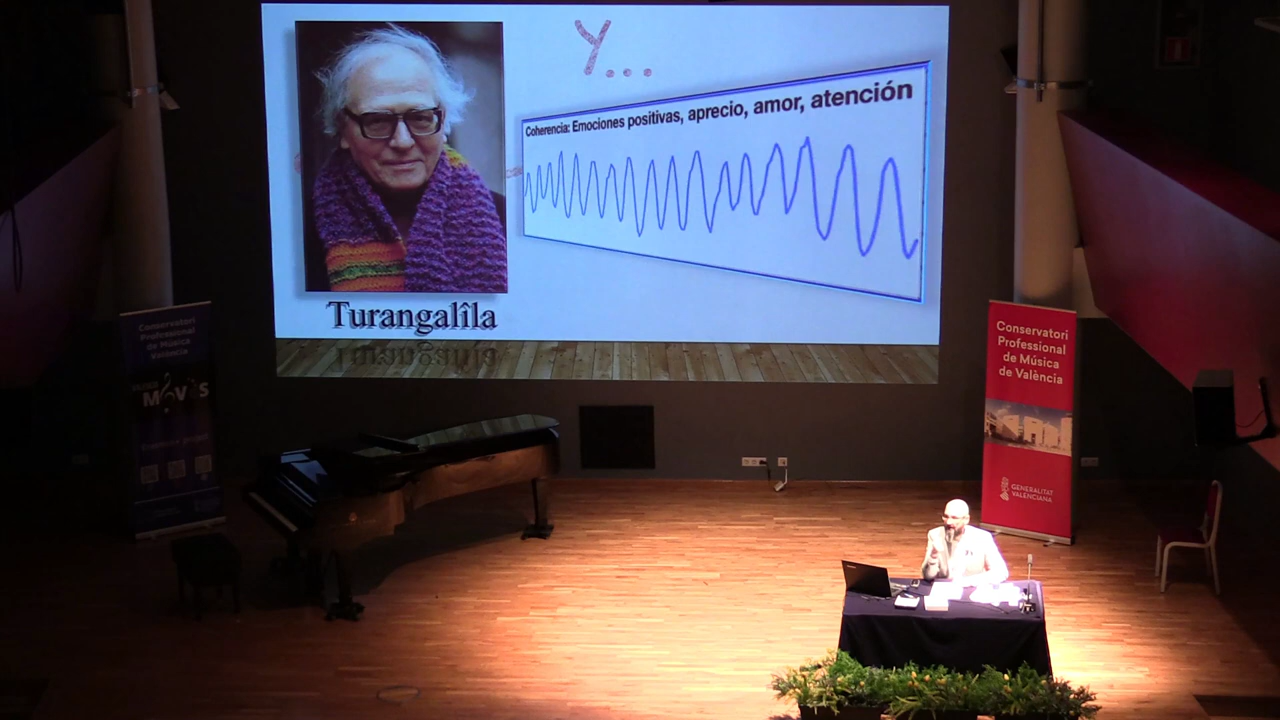 Y...
Coherencia: Emociones positivas, aprecio, amor, atención
Turangalîla
Conservatori
Professional
de Música
València
Conservatori
Professional
de Música
de València
GENERALITAT
VALENCIANA